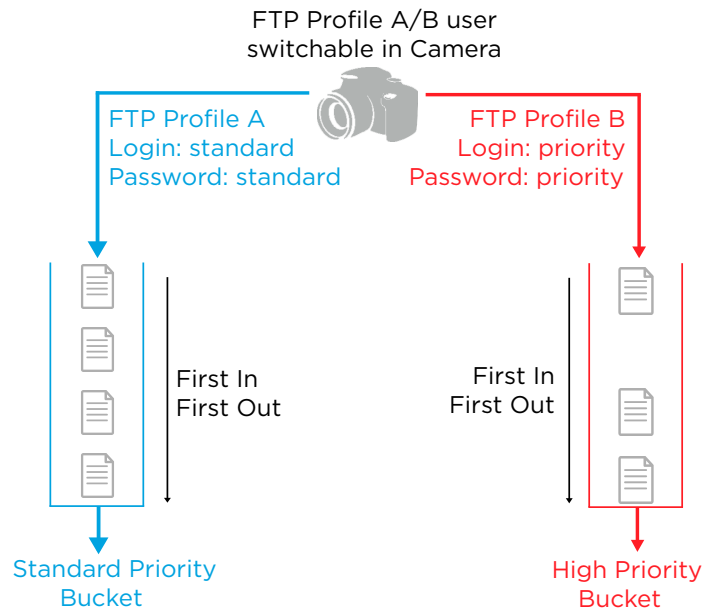 FTP Profile A/B user
switchable in Camera
FTP Profile A
Login: standard
Password: standard
FTP Profile B
Login: priority
Password: priority
First In
First Out
First In
First Out
Standard Priority
Bucket
High Priority
Bucket